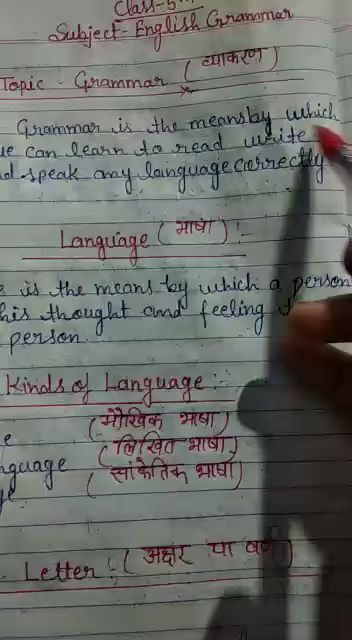 Class-5
Subject- English Grammar
Topic - Grammar (व्याकरण)
Grammar is the means by which
we can learn to read write
speak any language correctly
Language (भाषा) :-
is the means by which a person
his thought and feeling
person.
Kinds of Language :-
(मौखिक भाषा)
(लिखित भाषा)
(सांकेतिक भाषा)
Letter :- (अक्षर या वर्ण)